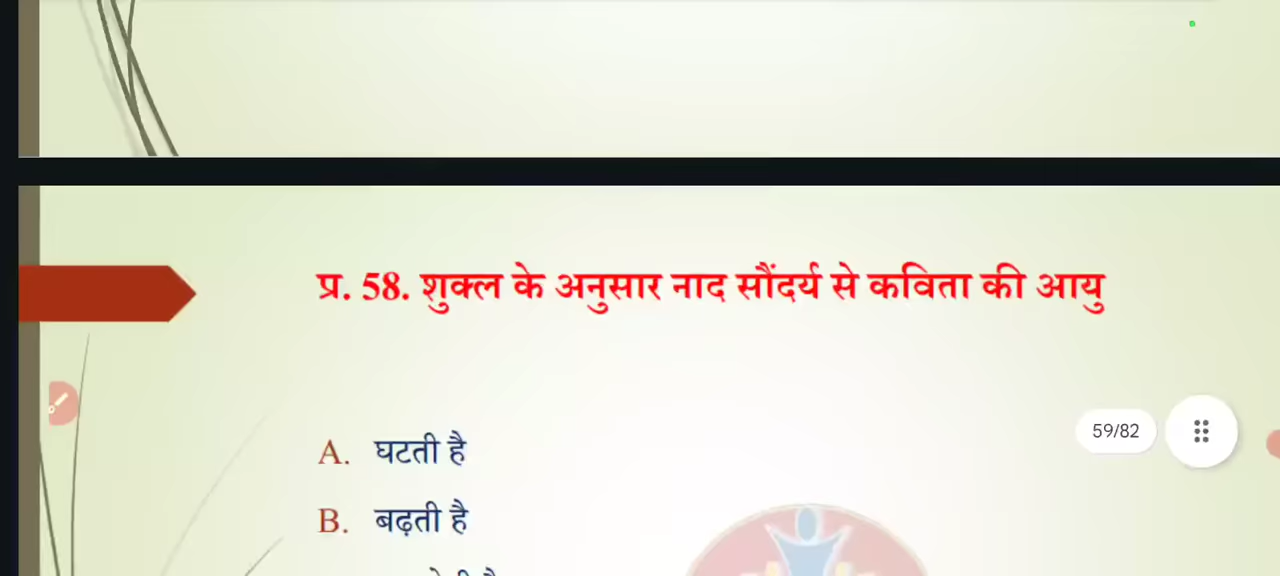 प्र. 58. शुक्ल के अनुसार नाद सौंदर्य से कविता की आयु
59/82
A. घटती है
B. बढ़ती है